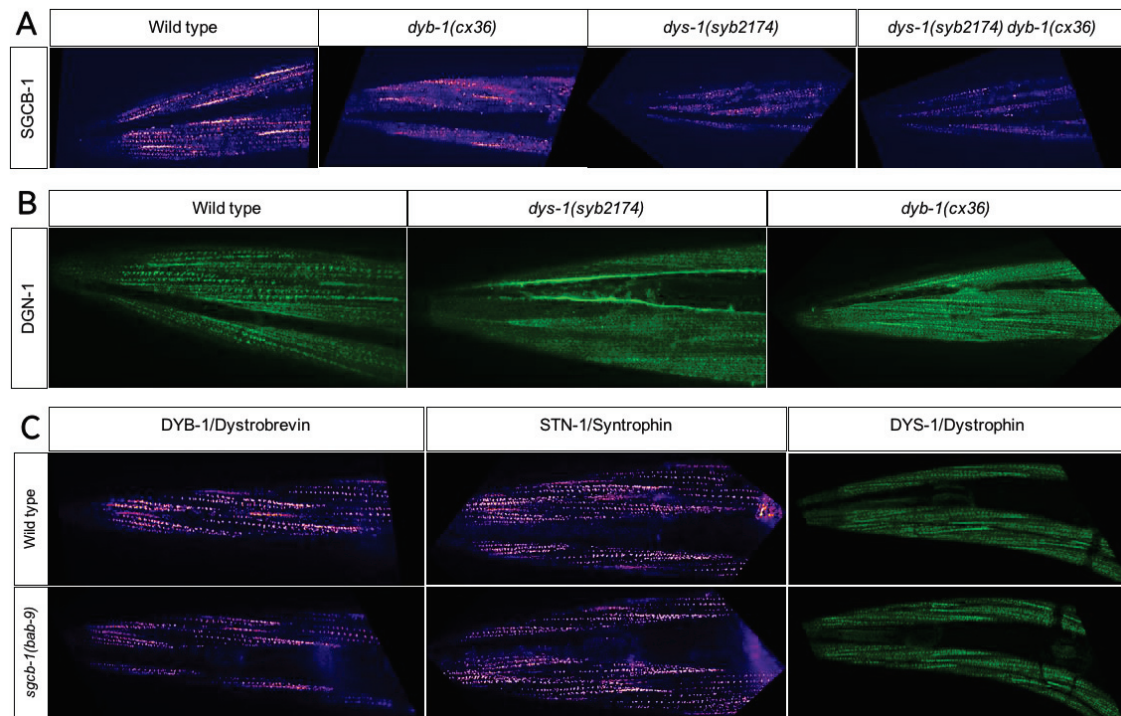 A
Wild type
dyb-1(cx36)
dys-1(syb2174)
dys-1(syb2174) dyb-1(cx36)
SGCB-1
B
Wild type
dys-1(syb2174)
dyb-1(cx36)
DGN-1
C
DYB-1/Dystrobrevin
STN-1/Syntrophin
DYS-1/Dystrophin
Wild type
sgcb-1(bab-9)